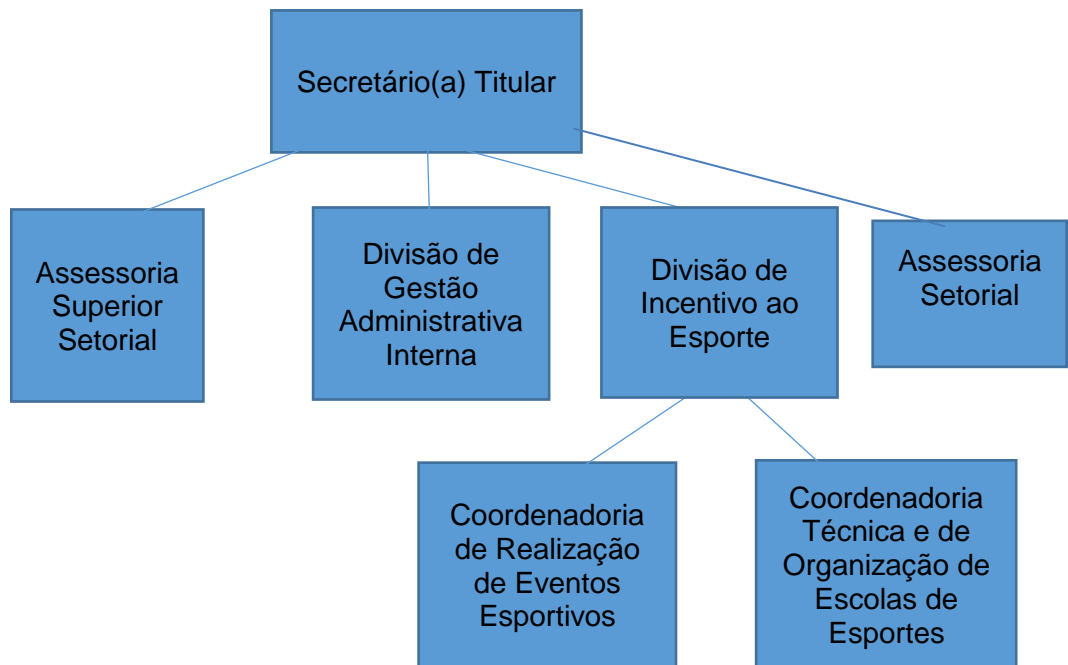 Secretário(a) Titular
Assessoria
Superior
Setorial
Divisão de
Gestão
Administrativa
Interna
Divisão de
Incentivo ao
Esporte
Assessoria
Setorial
Coordenadoria
de Realização
de Eventos
Esportivos
Coordenadoria
Técnica e de
Organização de
Escolas de
Esportes